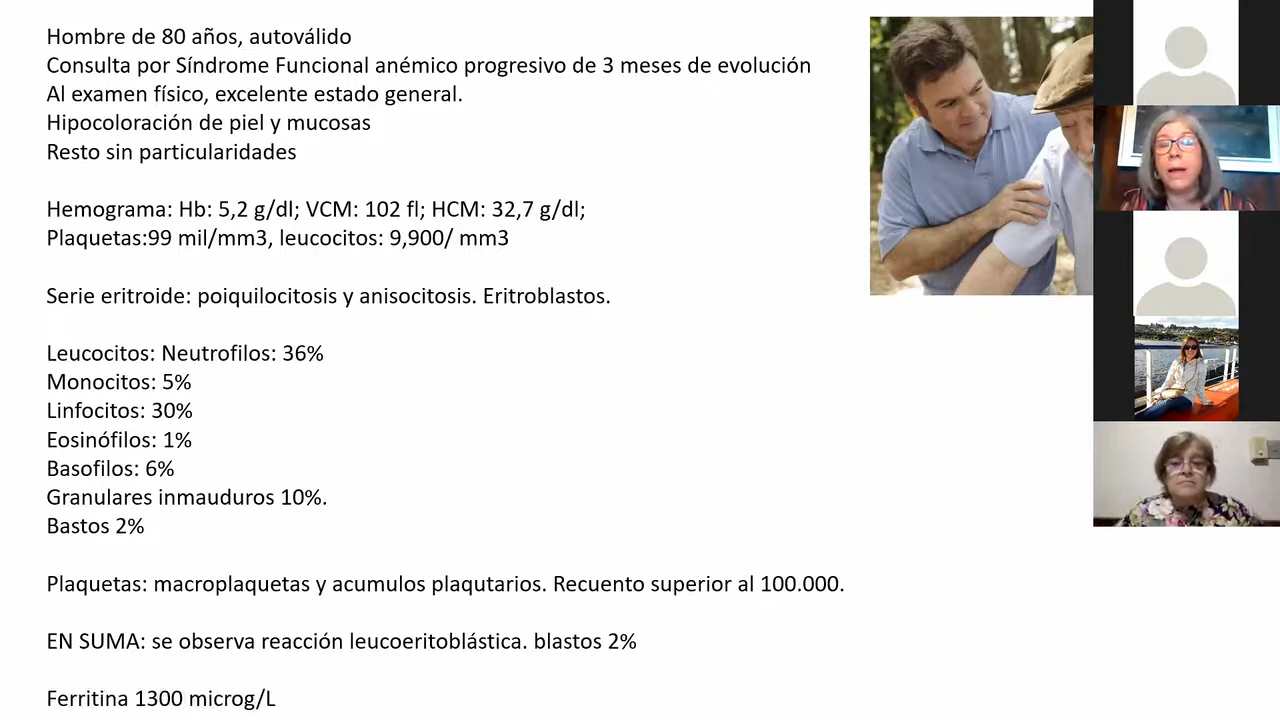 Hombre de 80 años, autoválido
Consulta por Síndrome Funcional anémico progresivo de 3 meses de evolución
Al examen físico, excelente estado general.
Hipocoloración de piel y mucosas
Resto sin particularidades
Hemograma: Hb: 5,2 g/dl; VCM: 102 fl; HCM: 32,7 g/dl;
Plaquetas:99 mil/mm3, leucocitos: 9,900/ mm3
Serie eritroide: poiquilocitosis y anisocitosis. Eritroblastos.
Leucocitos: Neutrofilos: 36%
Monocitos: 5%
Linfocitos: 30%
Eosinófilos: 1%
Basofilos: 6%
Granulares inmauduros 10%.
Bastos 2%
Plaquetas: macroplaquetas y acumulos plaqutarios. Recuento superior al 100.000.
EN SUMA: se observa reacción leucoeritoblástica. blastos 2%
Ferritina 1300 microg/L